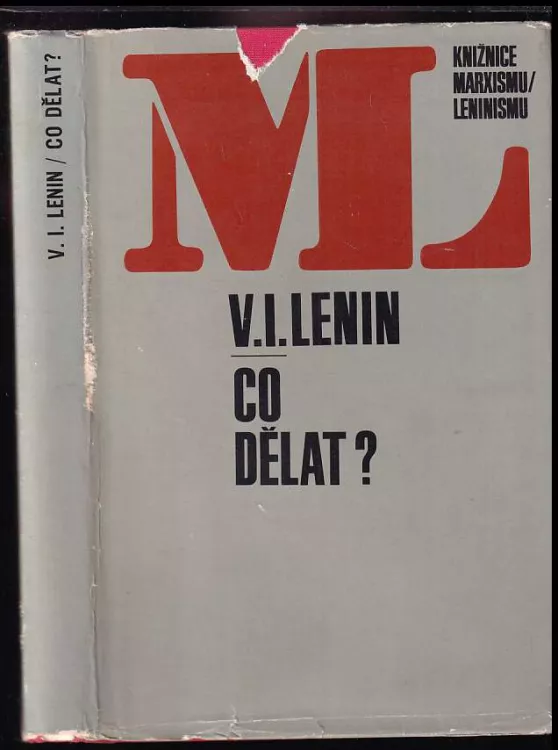 V. I. LENIN / CO DĚLAT?
ML
KNIŽNICE
MARXISMU/
LENINISMU
V.I.LENIN
CO
DĚLAT?